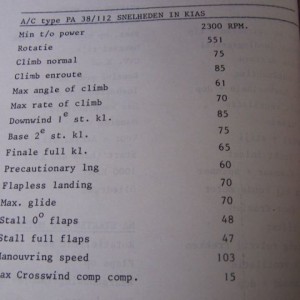 A/C type PA 38/112 SNELHEDEN IN KIAS
Min t/o power 2300 RPM.
Rotatie 551
Climb normal 75
Climb enroute 85
Max angle of climb 61
Max rate of climb 70
Downwind 1e st. kl. 85
Base 2e st. kl. 75
Finale full kl. 65
Precautionary lng 60
Flapless landing 70
Max. glide 70
Stall 0° flaps 48
Stall full flaps 47
Manouvring speed 103
ax Crosswind comp comp. 15